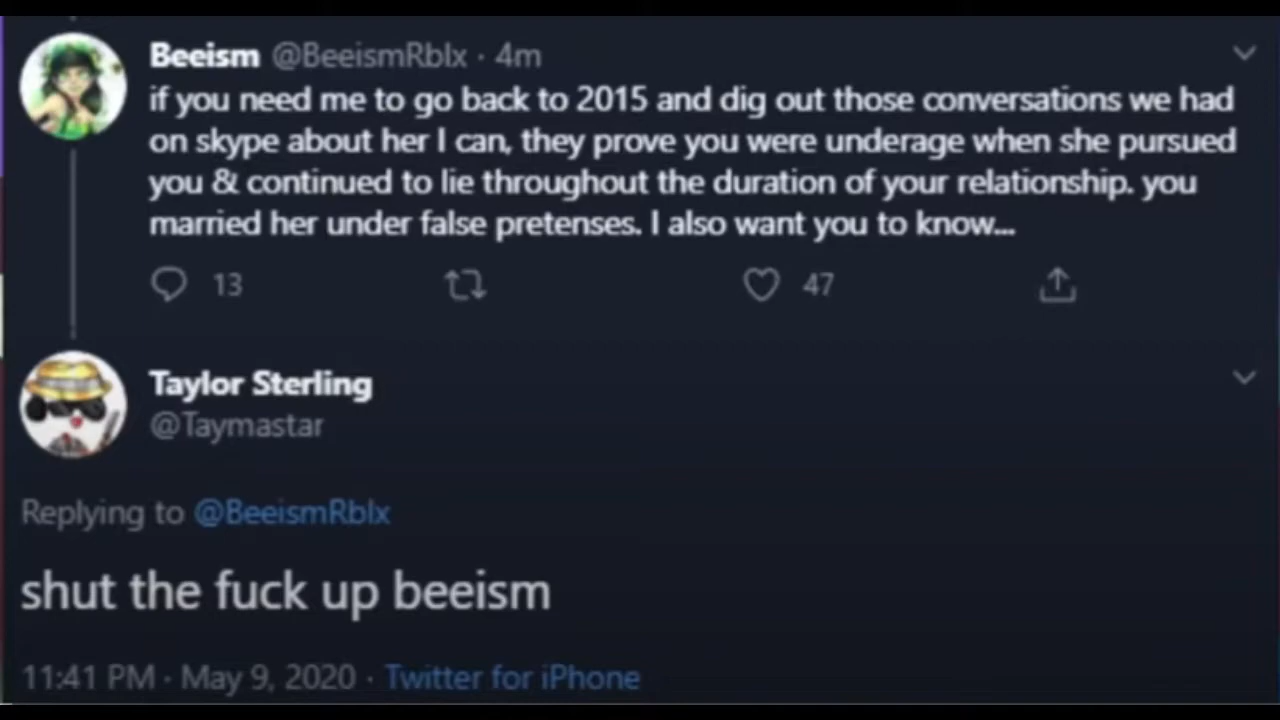 Beeism @BeeismRblx · 4m
if you need me to go back to 2015 and dig out those conversations we had
on skype about her I can, they prove you were underage when she pursued
you & continued to lie throughout the duration of your relationship. you
married her under false pretenses. I also want you to know...
13 47
Taylor Sterling
@Taymastar
Replying to @BeeismRblx
shut the fuck up beeism
11:41 PM · May 9, 2020 · Twitter for iPhone